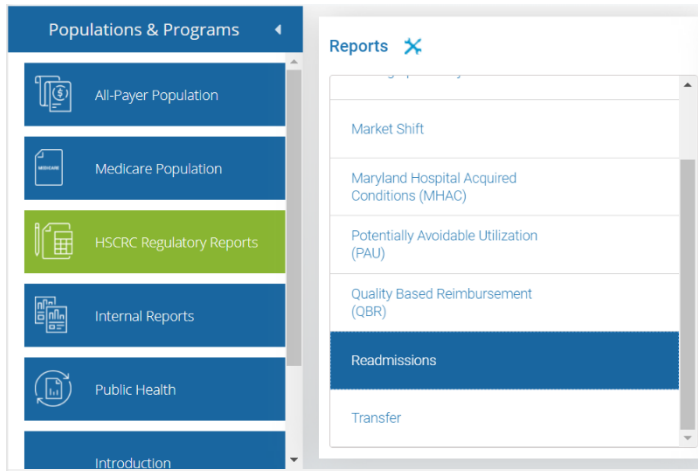 Populations & Programs
All-Payer Population
MEDICARE
Medicare Population
HSCRC Regulatory Reports
Internal Reports
Public Health
Introduction
Reports
Market Shift
Maryland Hospital Acquired
Conditions (MHAC)
Potentially Avoidable Utilization
(PAU)
Quality Based Reimbursement
(QBR)
Readmissions
Transfer